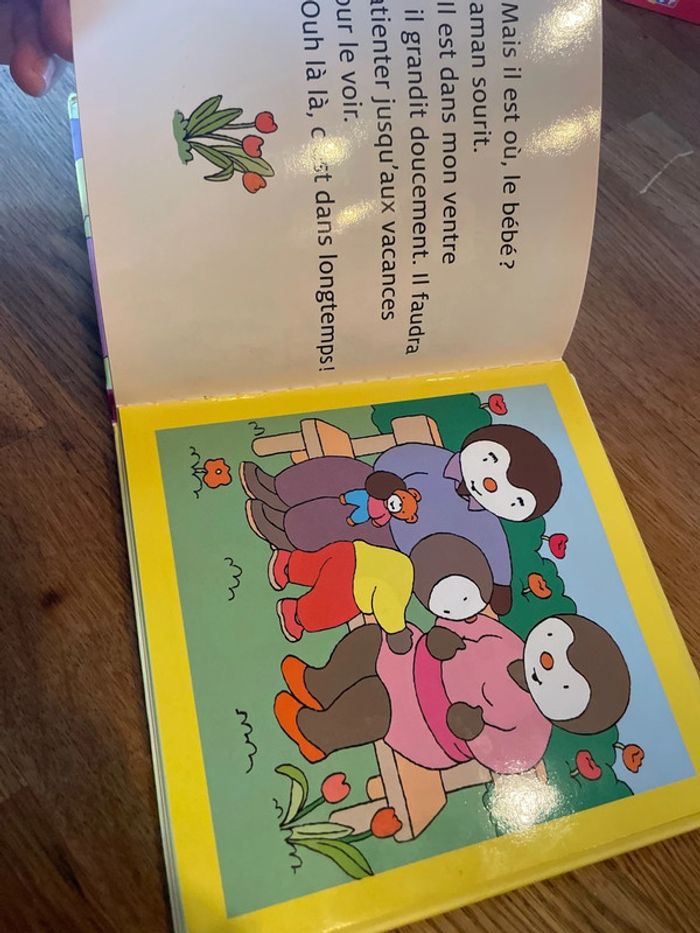 Mais il est où, le bébé ?
aman sourit.
Il est dans mon ventre
il grandit doucement. Il faudra
atienter jusqu'aux vacances
our le voir.
Ouh là là, c'est dans longtemps !